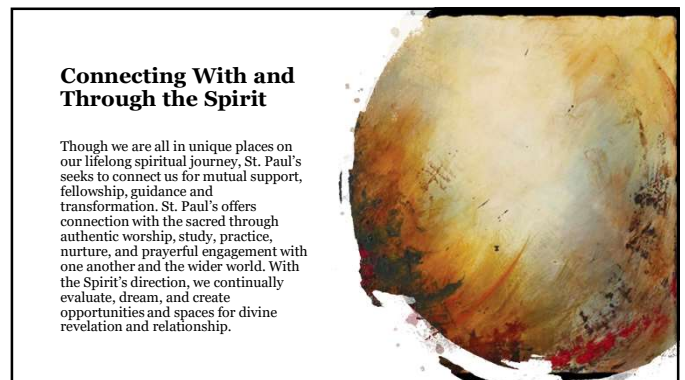 Connecting With and
Through the Spirit
Though we are all in unique places on
our lifelong spiritual journey, St. Paul’s
seeks to connect us for mutual support,
fellowship, guidance and
transformation. St. Paul’s offers
connection with the sacred through
authentic worship, study, practice,
nurture, and prayerful engagement with
one another and the wider world. With
the Spirit’s direction, we continually
evaluate, dream, and create
opportunities and spaces for divine
revelation and relationship.